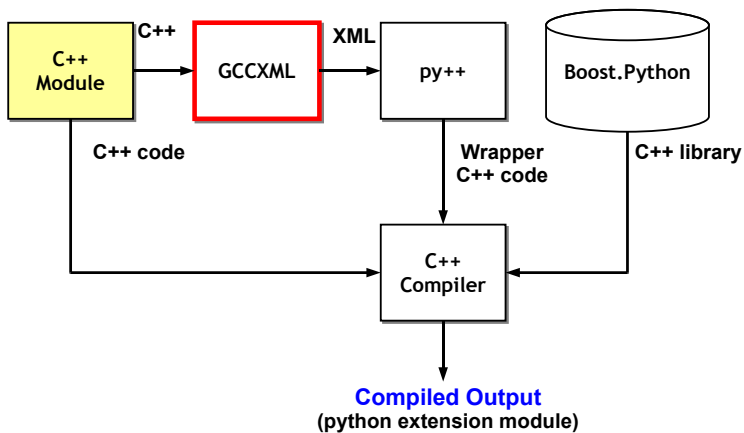 C++
XML
C++
Module
GCCXML
py++
Boost.Python
C++ code
Wrapper
C++ code
C++ library
C++
Compiler
Compiled Output
(python extension module)